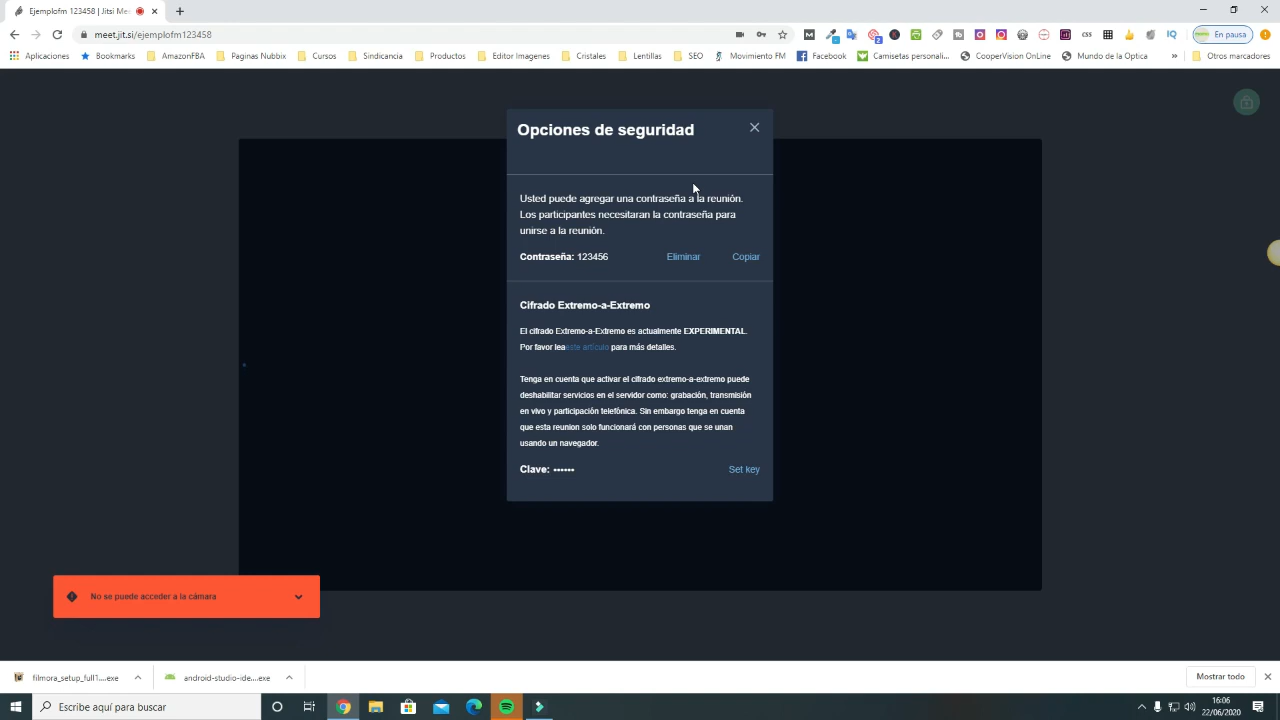 Ejemplofm 123458 | Jitsi Me
meet.jit.si/ejemplofm123458
En pausa
Aplicaciones
Bookmarks
AmazonFBA
Paginas Nubbix
Cursos
Sindicancia
Productos
Editor Imagenes
Cristales
Lentillas
SEO
Movimiento FM
Facebook
Camisetas personali...
CooperVision OnLine
Mundo de la Optica
»
Otros marcadores
Opciones de seguridad
Usted puede agregar una contraseña a la reunión.
Los participantes necesitaran la contraseña para
unirse a la reunión.
Contraseña: 123456 Eliminar Copiar
Cifrado Extremo-a-Extremo
El cifrado Extremo-a-Extremo es actualmente EXPERIMENTAL.
Por favor leaeste artículo para más detalles.
Tenga en cuenta que activar el cifrado extremo-a-extremo puede
deshabilitar servicios en el servidor como: grabación, transmisión
en vivo y participación telefónica. Sin embargo tenga en cuenta
que esta reunion solo funcionará con personas que se unan
usando un navegador.
Clave: •••••• Set key
No se puede acceder a la cámara
filmora_setup_full1....exe
android-studio-ide....exe
Mostrar todo
Escribe aquí para buscar
16:06
22/06/2020